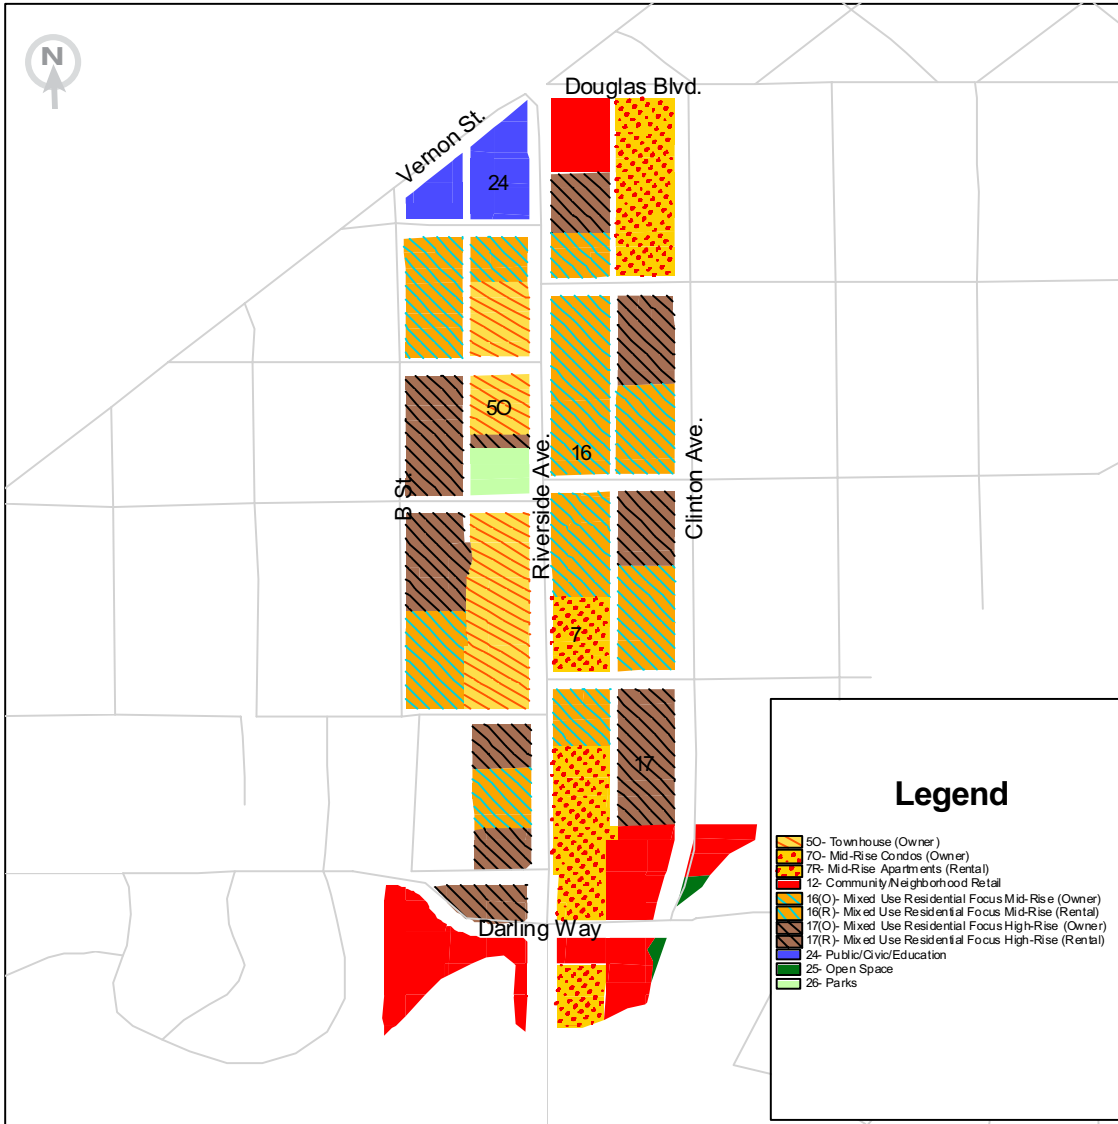 N
Douglas Blvd.
Vernon St.
24
5O
16
B St.
Riverside Ave.
Clinton Ave.
7
17
Darling Way
Legend
5O- Townhouse (Owner)
7O- Mid-Rise Condos (Owner)
7R- Mid-Rise Apartments (Rental)
12- Community/Neighborhood Retail
16(O)- Mixed Use Residential Focus Mid-Rise (Owner)
16(R)- Mixed Use Residential Focus Mid-Rise (Rental)
17(O)- Mixed Use Residential Focus High-Rise (Owner)
17(R)- Mixed Use Residential Focus High-Rise (Rental)
24- Public/Civic/Education
25- Open Space
26- Parks